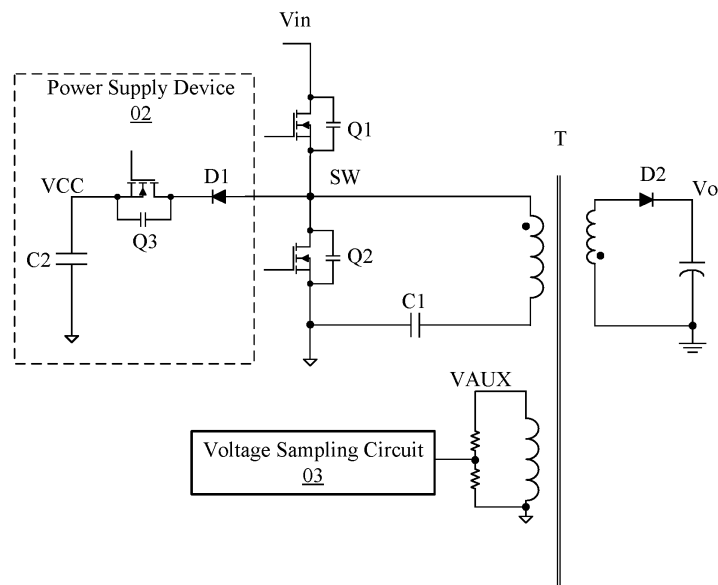 Vin
Power Supply Device
02
Q1
T
VCC
D1
SW
D2
Vo
Q3
C2
Q2
C1
VAUX
Voltage Sampling Circuit
03